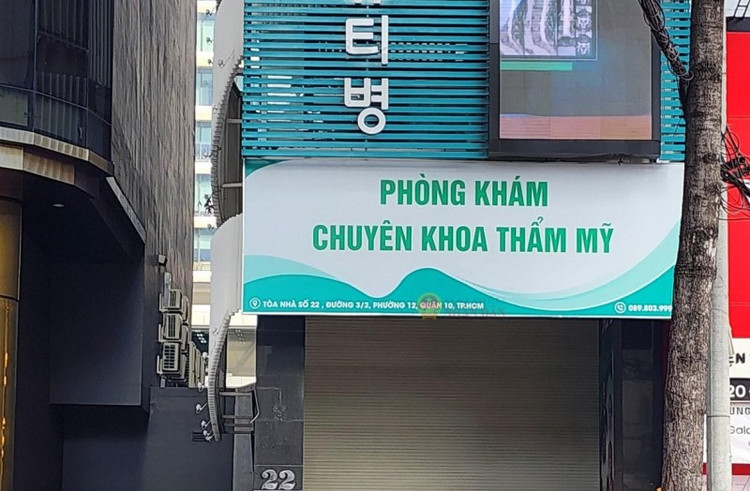 티
병
PHÒNG KHÁM
CHUYÊN KHOA THẨM MỸ
TÒA NHÀ SỐ 22 , ĐƯỜNG 3/2, PHƯỜNG 12, QUẬN 10, TP.HCM
089.803.999
22
20